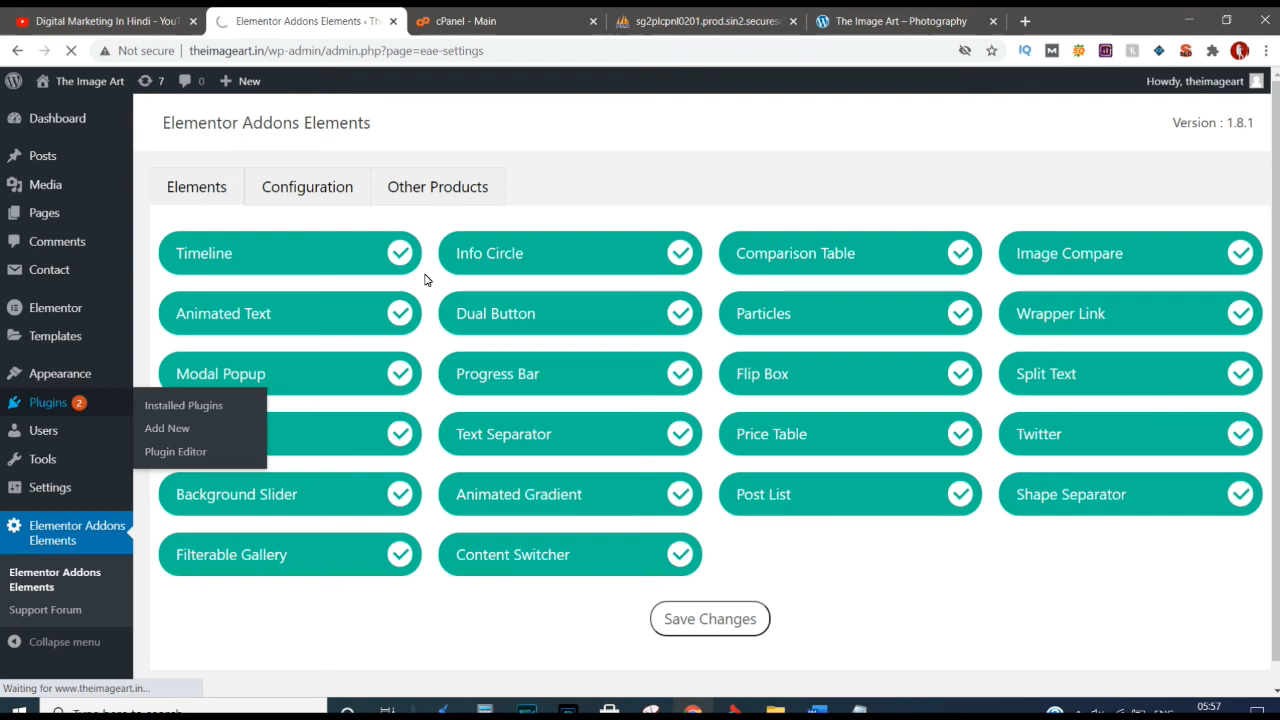 Digital Marketing In Hindi - YouT
Elementor Addons Elements ‹ Th
cPanel - Main
sg2plcpnl0201.prod.sin2.secures
The Image Art – Photography
Not secure
theimageart.in/wp-admin/admin.php?page=eae-settings
The Image Art
7
0
New
Howdy, theimageart
Dashboard
Posts
Media
Pages
Comments
Contact
Elementor
Templates
Appearance
Plugins 2
Users
Tools
Settings
Elementor Addons
Elements
Elementor Addons
Elements
Support Forum
Collapse menu
Installed Plugins
Add New
Plugin Editor
Elementor Addons Elements
Version : 1.8.1
Elements
Configuration
Other Products
Timeline
Info Circle
Comparison Table
Image Compare
Animated Text
Dual Button
Particles
Wrapper Link
Modal Popup
Progress Bar
Flip Box
Split Text
Text Separator
Price Table
Twitter
Background Slider
Animated Gradient
Post List
Shape Separator
Filterable Gallery
Content Switcher
Save Changes
Waiting for www.theimageart.in...
Type here to search
ENG
05:57